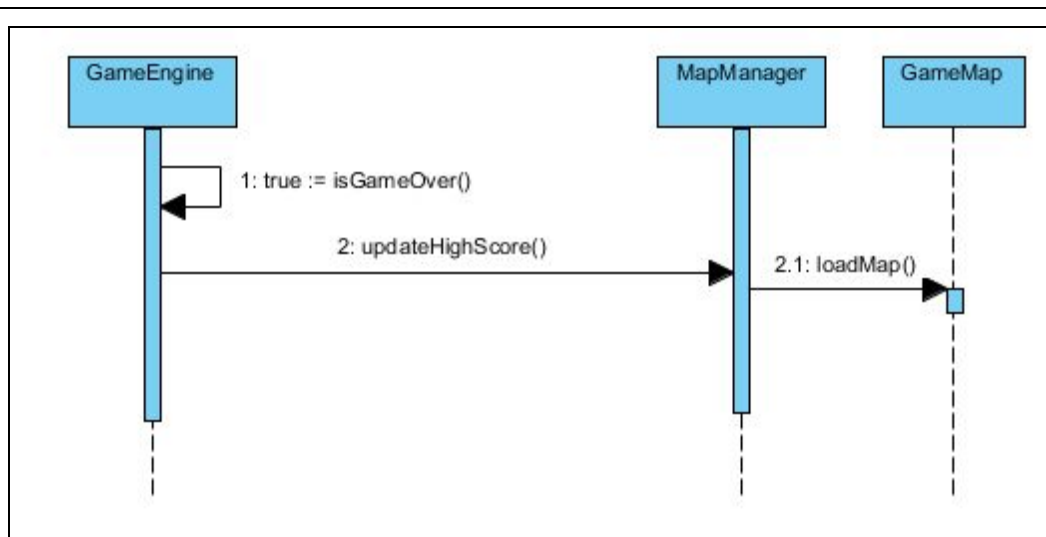 GameEngine
MapManager
GameMap
1: true := isGameOver()
2: updateHighScore()
2.1: loadMap()